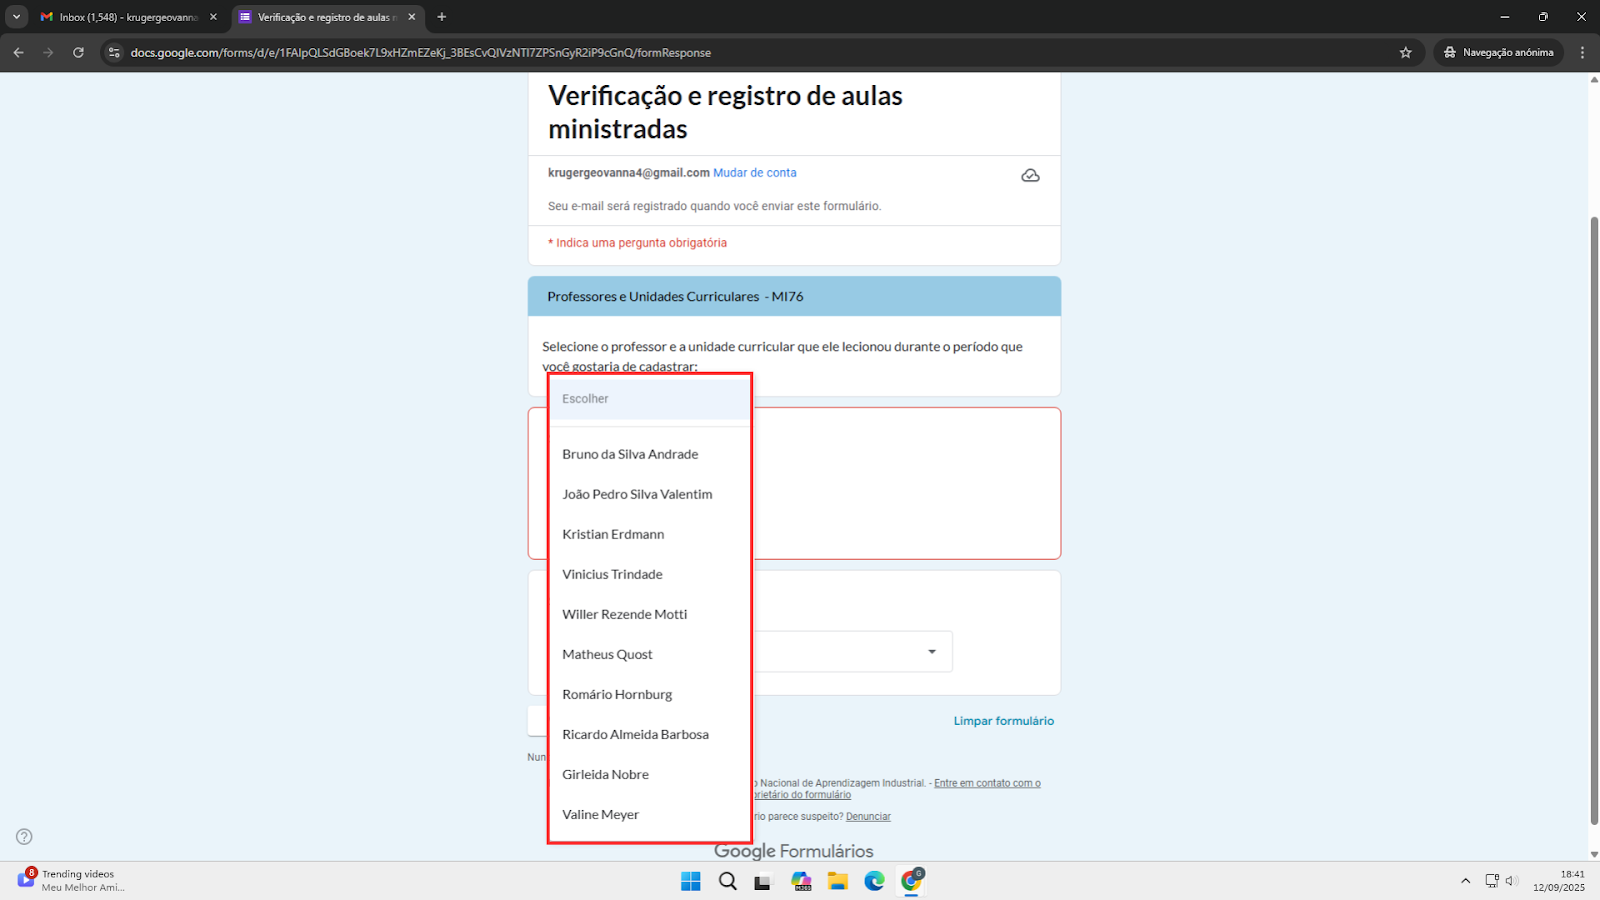 Inbox (1,548) - krugergeovanna
Verificação e registro de aulas n
docs.google.com/forms/d/e/1FAIpQLSdGBoek7L9xHZmEZeKj_3BEsCvQIVzNTI7ZPSnGyR2iP9cGnQ/formResponse
Navegação anónima
Verificação e registro de aulas
ministradas
krugergeovanna4@gmail.com Mudar de conta
Seu e-mail será registrado quando você enviar este formulário.
* Indica uma pergunta obrigatória
Professores e Unidades Curriculares - MI76
Selecione o professor e a unidade curricular que ele lecionou durante o período que
você gostaria de cadastrar:
Escolher
Bruno da Silva Andrade
João Pedro Silva Valentim
Kristian Erdmann
Vinicius Trindade
Willer Rezende Motti
Matheus Quost
Romário Hornburg
Ricardo Almeida Barbosa
Girleida Nobre
Valine Meyer
Limpar formulário
Nun
o Nacional de Aprendizagem Industrial. - Entre em contato com o
rietário do formulário
rio parece suspeito? Denunciar
Google Formulários
8
Trending videos
Meu Melhor Ami...
M365
G
18:41
12/09/2025